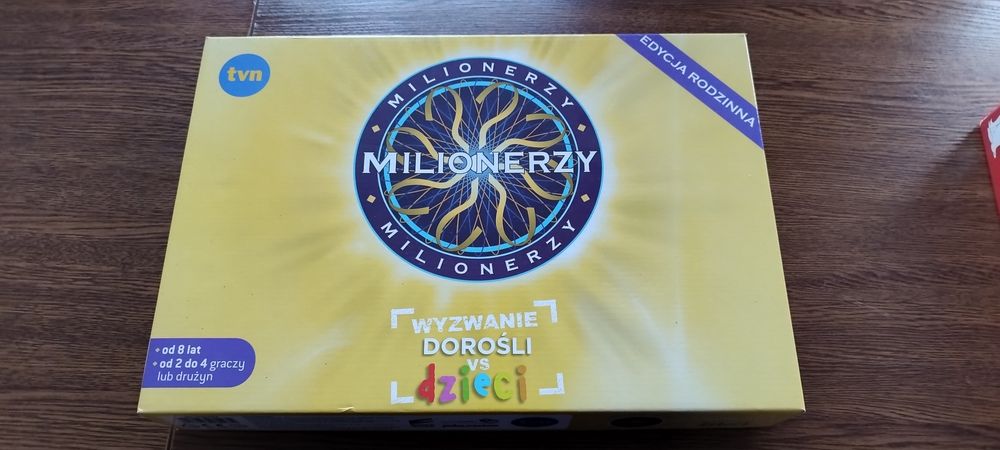 tvn
EDYCJA RODZINNA
MILIONERZY
MILIONERZY
MILIONERZY
WYZWANIE
DOROŚLI
VS
dzieci
• od 8 lat
• od 2 do 4 graczy
lub drużyn